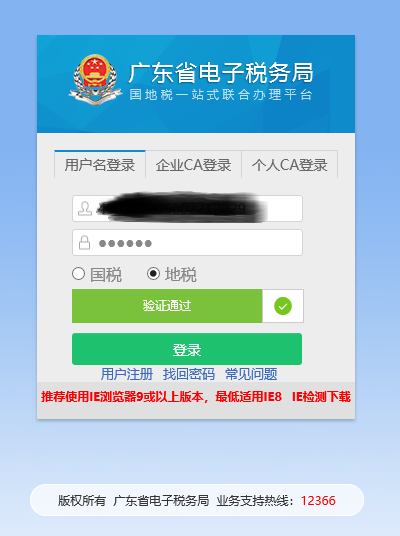 广东省电子税务局
国地税一站式联合办理平台
用户名登录 企业CA登录 个人CA登录
●●●●●●
国税 地税
验证通过
登录
用户注册 找回密码 常见问题
推荐使用IE浏览器9或以上版本，最低适用IE8 IE检测下载
版权所有 广东省电子税务局 业务支持热线：12366